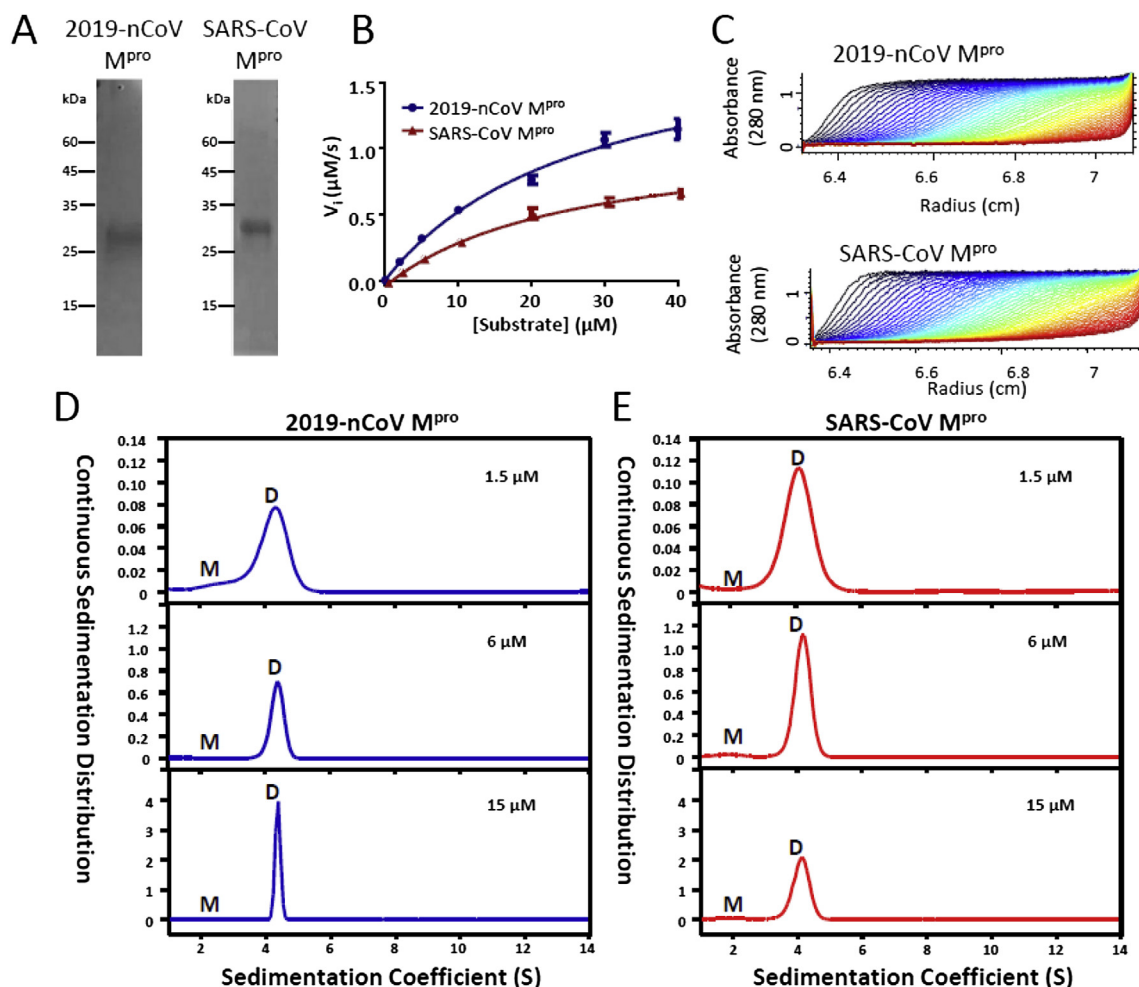 A
2019-nCoV SARS-CoV
Mpro Mpro
kDa
60
45
35
25
15
kDa
60
45
35
25
15
B
1.5
1.0
0.5
0.0
Vi (μM/s)
2019-nCoV Mpro
SARS-CoV Mpro
0 10 20 30 40
[Substrate] (μM)
C
2019-nCoV Mpro
Absorbance
(280 nm)
1
0
6.4 6.6 6.8 7
Radius (cm)
SARS-CoV Mpro
Absorbance
(280 nm)
1
0
6.4 6.6 6.8 7
Radius (cm)
D
2019-nCoV Mpro
Continuous Sedimentation Distribution
0.14
0.12
0.10
0.08
0.06
0.04
0.02
0
D
M
1.5 μM
1.2
1.0
0.8
0.6
0.4
0.2
0
D
M
6 μM
4
3
2
1
0
D
M
15 μM
2 4 6 8 10 12 14
Sedimentation Coefficient (S)
E
SARS-CoV Mpro
Continuous Sedimentation Distribution
0.14
0.12
0.10
0.08
0.06
0.04
0.02
0
D
M
1.5 μM
1.2
1.0
0.8
0.6
0.4
0.2
0
D
M
6 μM
4
3
2
1
0
D
M
15 μM
2 4 6 8 10 12 14
Sedimentation Coefficient (S)